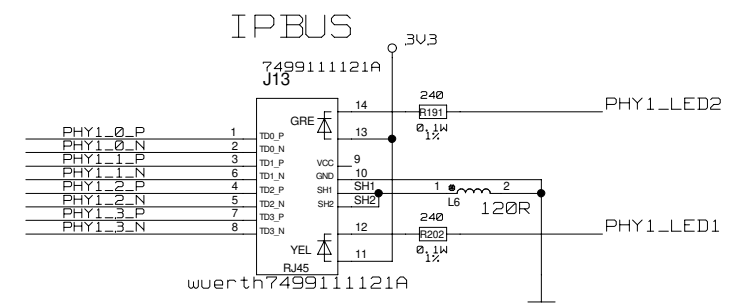 IPBUS
3V3
7499111121A
J13
240
14
PHY1_LED2
R191
GRE
0.1W
1%
PHY1_0_P 1 TD0_P
13
PHY1_0_N 2 TD0_N
PHY1_1_P 3 TD1_P
VCC 9
PHY1_1_N 6 TD1_N
GND 10
PHY1_2_P 4 TD2_P
SH1 SH1
1 2
PHY1_2_N 5 TD2_N
SH2 SH2
L6
120R
PHY1_3_P 7 TD3_P
240
PHY1_3_N 8 TD3_N
12
R202
PHY1_LED1
YEL
0.1W
1%
11
RJ45
wuerth7499111121A